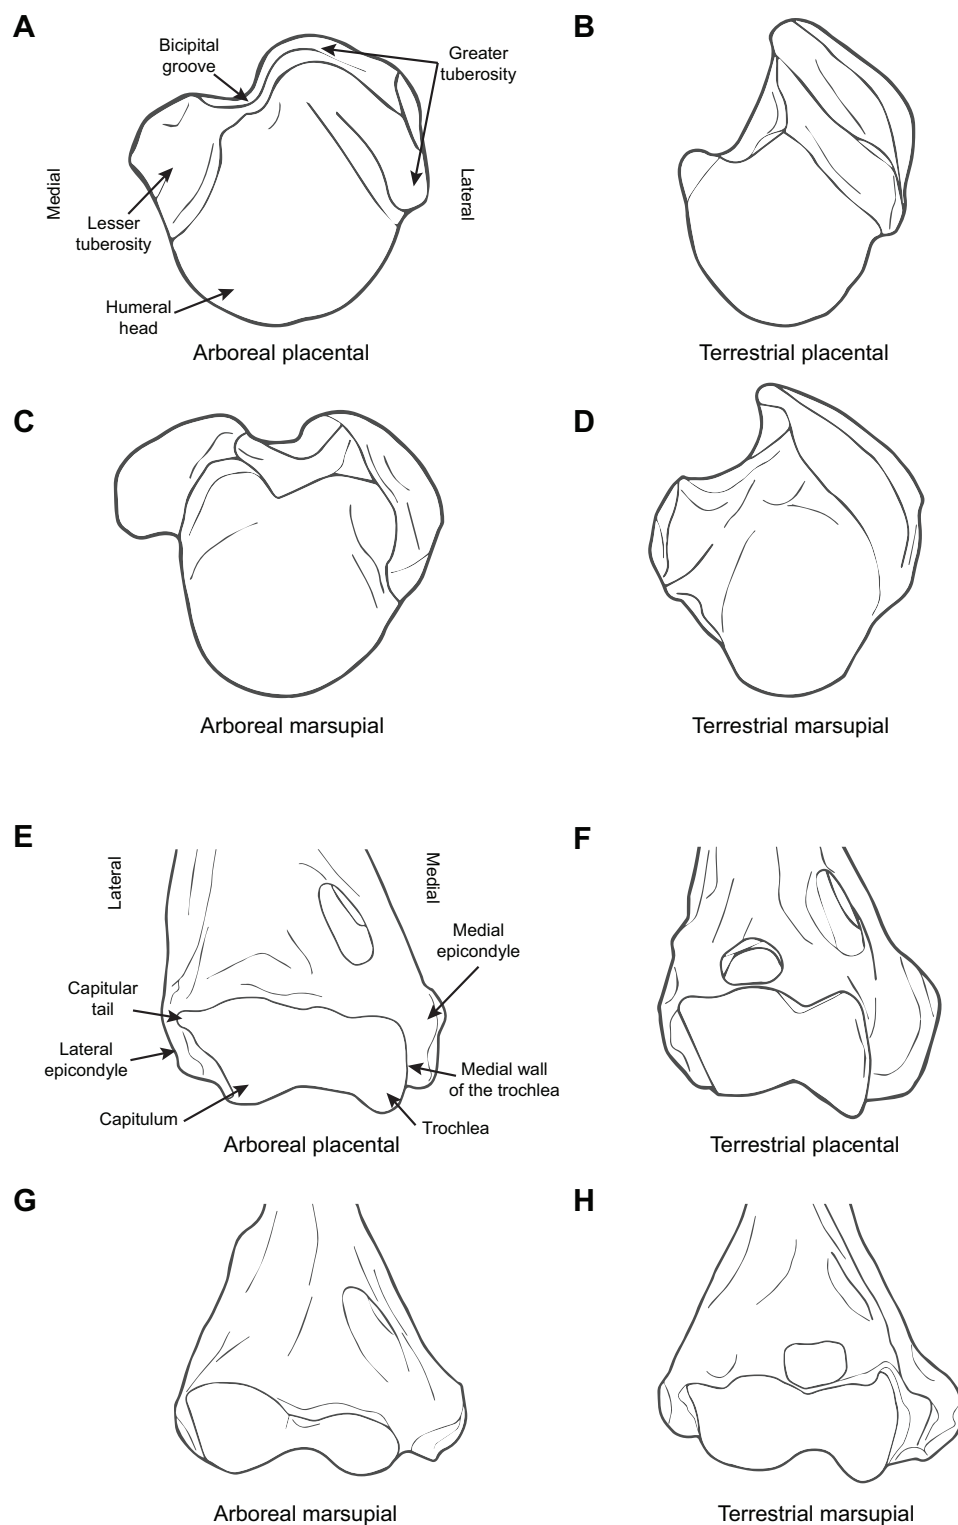 A
B
Bicipital
groove
Greater
tuberosity
Medial
Lateral
Lesser
tuberosity
Humeral
head
Arboreal placental
Terrestrial placental
C
D
Arboreal marsupial
Terrestrial marsupial
E
F
Lateral
Medial
Medial
epicondyle
Capitular
tail
Lateral
epicondyle
Medial wall
of the trochlea
Capitulum
Trochlea
Arboreal placental
Terrestrial placental
G
H
Arboreal marsupial
Terrestrial marsupial